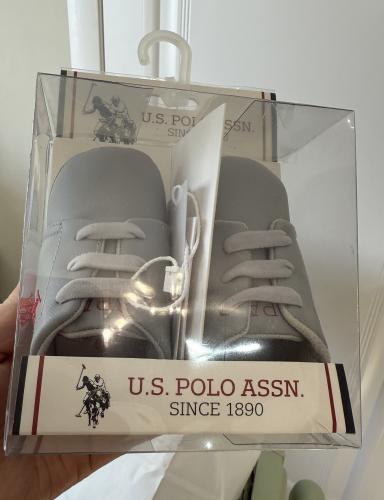 U.S. POLO ASSN.
U.S. POLO ASSN.
SINCE 1890